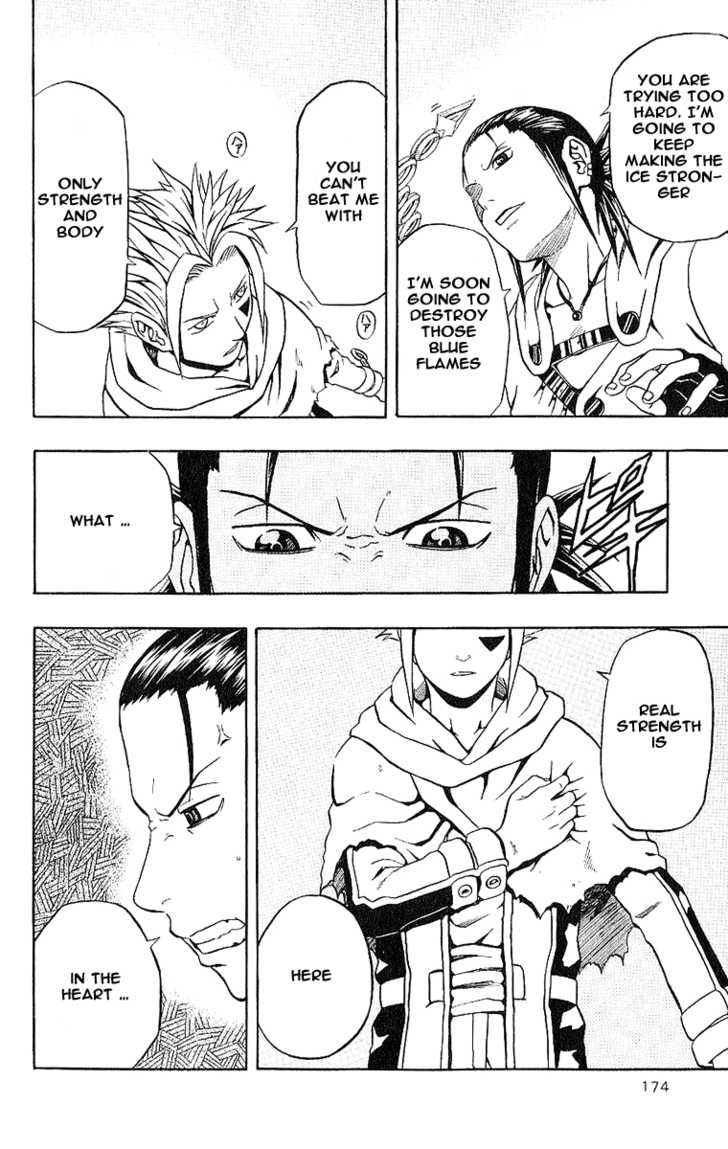 YOU ARE
TRYING TOO
HARD. I'M
GOING TO
KEEP
MAKING THE
ICE STRON-
GER
I'M SOON
GOING TO
DESTROY
THOSE
BLUE
FLAMES
YOU
CAN'T
BEAT ME
WITH
ONLY
STRENGTH
AND
BODY
WHAT ...
REAL
STRENGTH
IS
HERE
IN THE
HEART ...
174